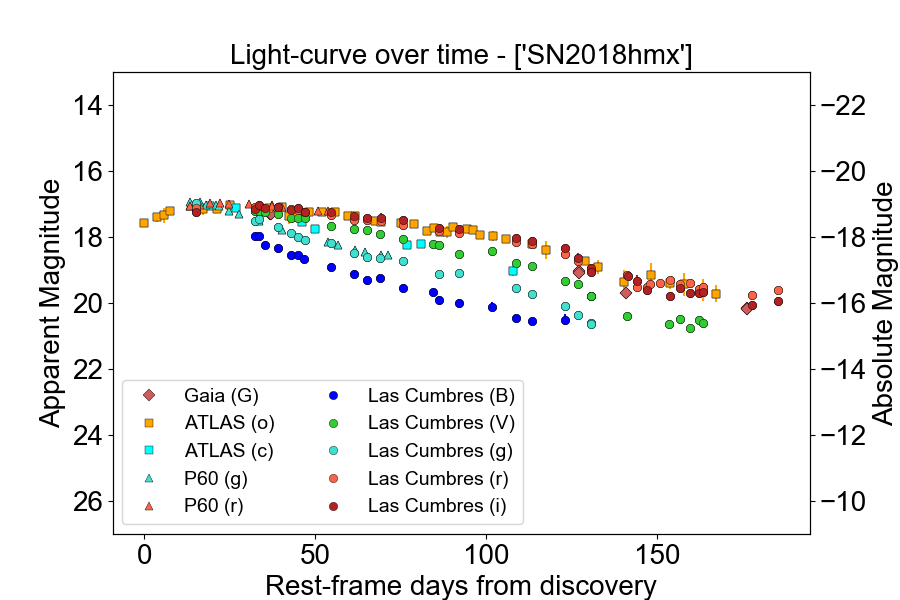 Light-curve over time - ['SN2018hmx']
Apparent Magnitude
14
16
18
20
22
24
26
−22
−20
−18
−16
−14
−12
−10
Absolute Magnitude
Gaia (G)
ATLAS (o)
ATLAS (c)
P60 (g)
P60 (r)
Las Cumbres (B)
Las Cumbres (V)
Las Cumbres (g)
Las Cumbres (r)
Las Cumbres (i)
0 50 100 150
Rest-frame days from discovery